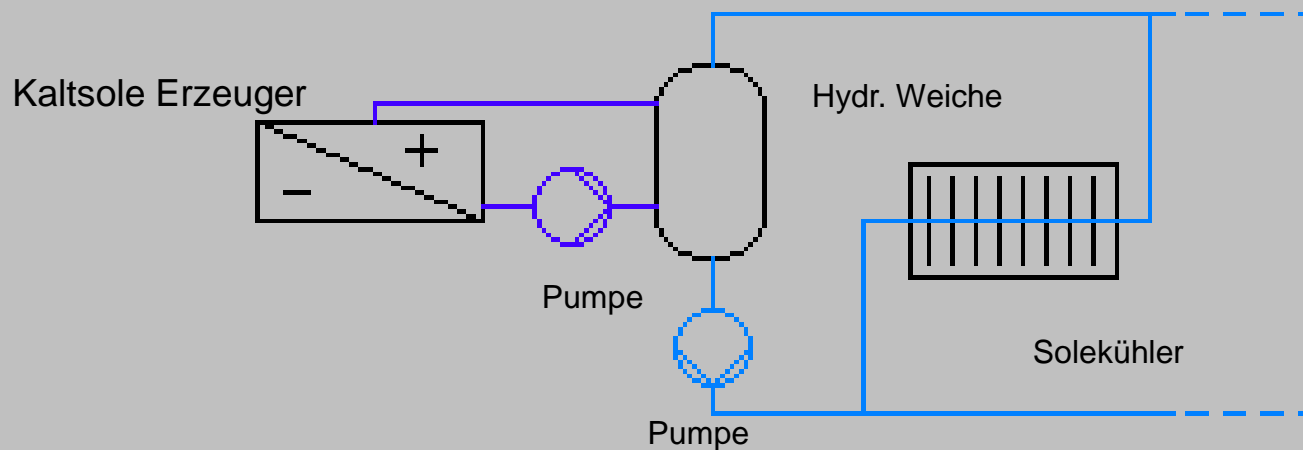 Kaltsole Erzeuger
Hydr. Weiche
Pumpe
Solekühler
Pumpe